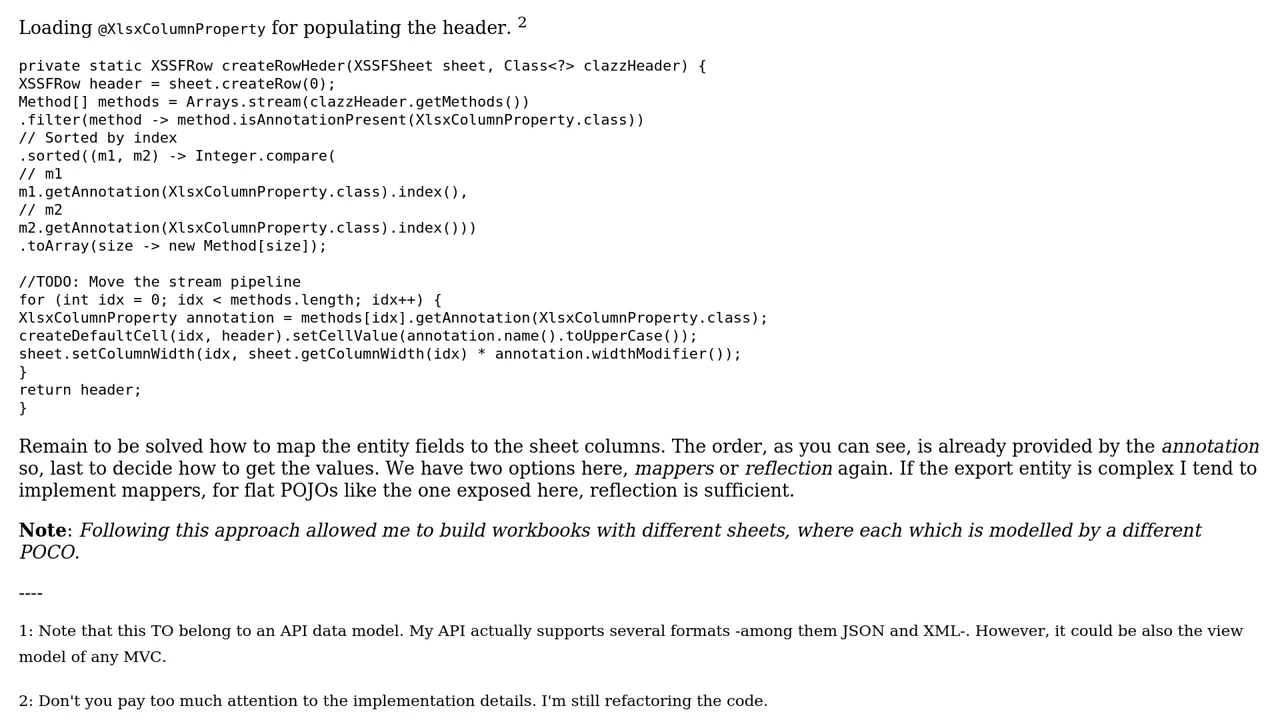 Loading @XlsxColumnProperty for populating the header. 2
private static XSSFRow createRowHeder(XSSFSheet sheet, Class<?> clazzHeader) {
XSSFRow header = sheet.createRow(0);
Method[] methods = Arrays.stream(clazzHeader.getMethods())
.filter(method -> method.isAnnotationPresent(XlsxColumnProperty.class))
// Sorted by index
.sorted((m1, m2) -> Integer.compare(
// m1
m1.getAnnotation(XlsxColumnProperty.class).index(),
// m2
m2.getAnnotation(XlsxColumnProperty.class).index()))
.toArray(size -> new Method[size]);
//TODO: Move the stream pipeline
for (int idx = 0; idx < methods.length; idx++) {
XlsxColumnProperty annotation = methods[idx].getAnnotation(XlsxColumnProperty.class);
createDefaultCell(idx, header).setCellValue(annotation.name().toUpperCase());
sheet.setColumnWidth(idx, sheet.getColumnWidth(idx) * annotation.widthModifier());
}
return header;
}
Remain to be solved how to map the entity fields to the sheet columns. The order, as you can see, is already provided by the annotation
so, last to decide how to get the values. We have two options here, mappers or reflection again. If the export entity is complex I tend to
implement mappers, for flat POJOs like the one exposed here, reflection is sufficient.
Note: Following this approach allowed me to build workbooks with different sheets, where each which is modelled by a different
POCO.
----
1: Note that this TO belong to an API data model. My API actually supports several formats -among them JSON and XML-. However, it could be also the view
model of any MVC.
2: Don't you pay too much attention to the implementation details. I'm still refactoring the code.